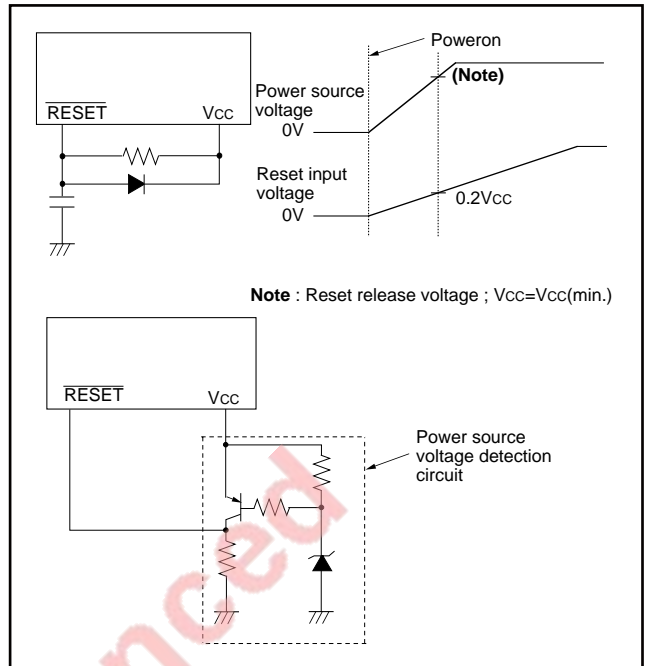 RESET
VCC
Poweron
(Note)
Power source
voltage
0V
Reset input
voltage
0V
0.2VCC
Note : Reset release voltage ; VCC=VCC(min.)
RESET
VCC
Power source
voltage detection
circuit